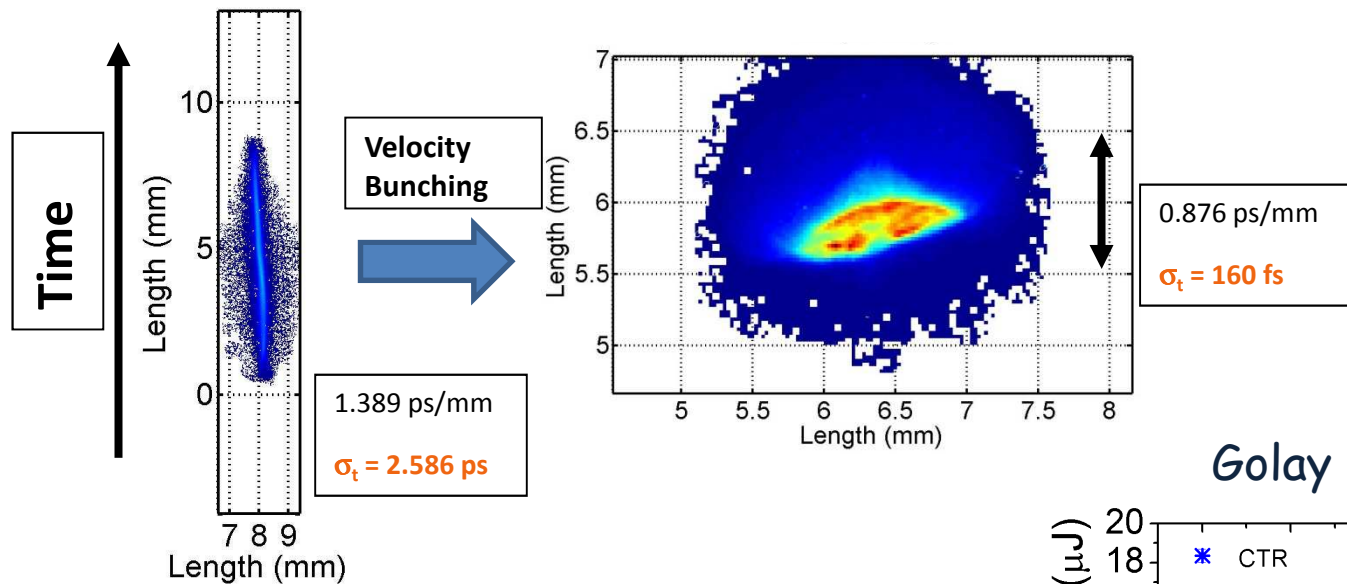 Time
Length (mm)
10
5
0
7 8 9
Length (mm)
1.389 ps/mm
σt = 2.586 ps
Velocity
Bunching
Length (mm)
7
6.5
6
5.5
5
5 5.5 6 6.5 7 7.5 8
Length (mm)
0.876 ps/mm
σt = 160 fs
Golay
(μJ)
20
18
CTR